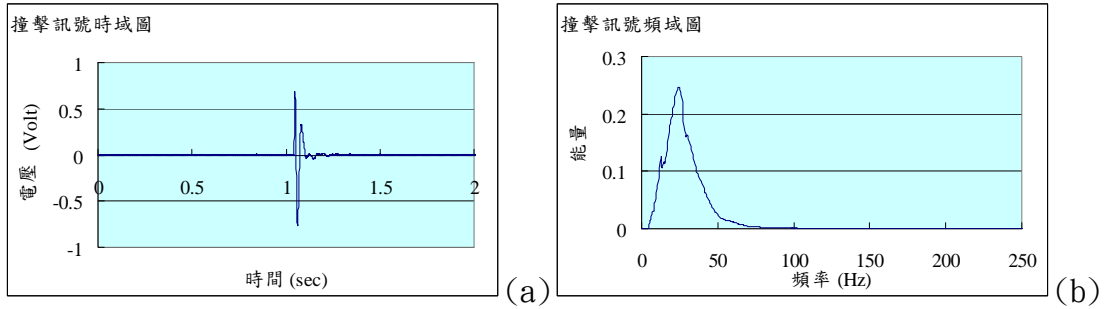 撞擊訊號時域圖
1
0.5
0
-0.5
-1
電壓 (Volt)
0 0.5 1 1.5 2
時間 (sec)
(a)
撞擊訊號頻域圖
0.3
0.2
0.1
0
能量
0 50 100 150 200 250
頻率 (Hz)
(b)